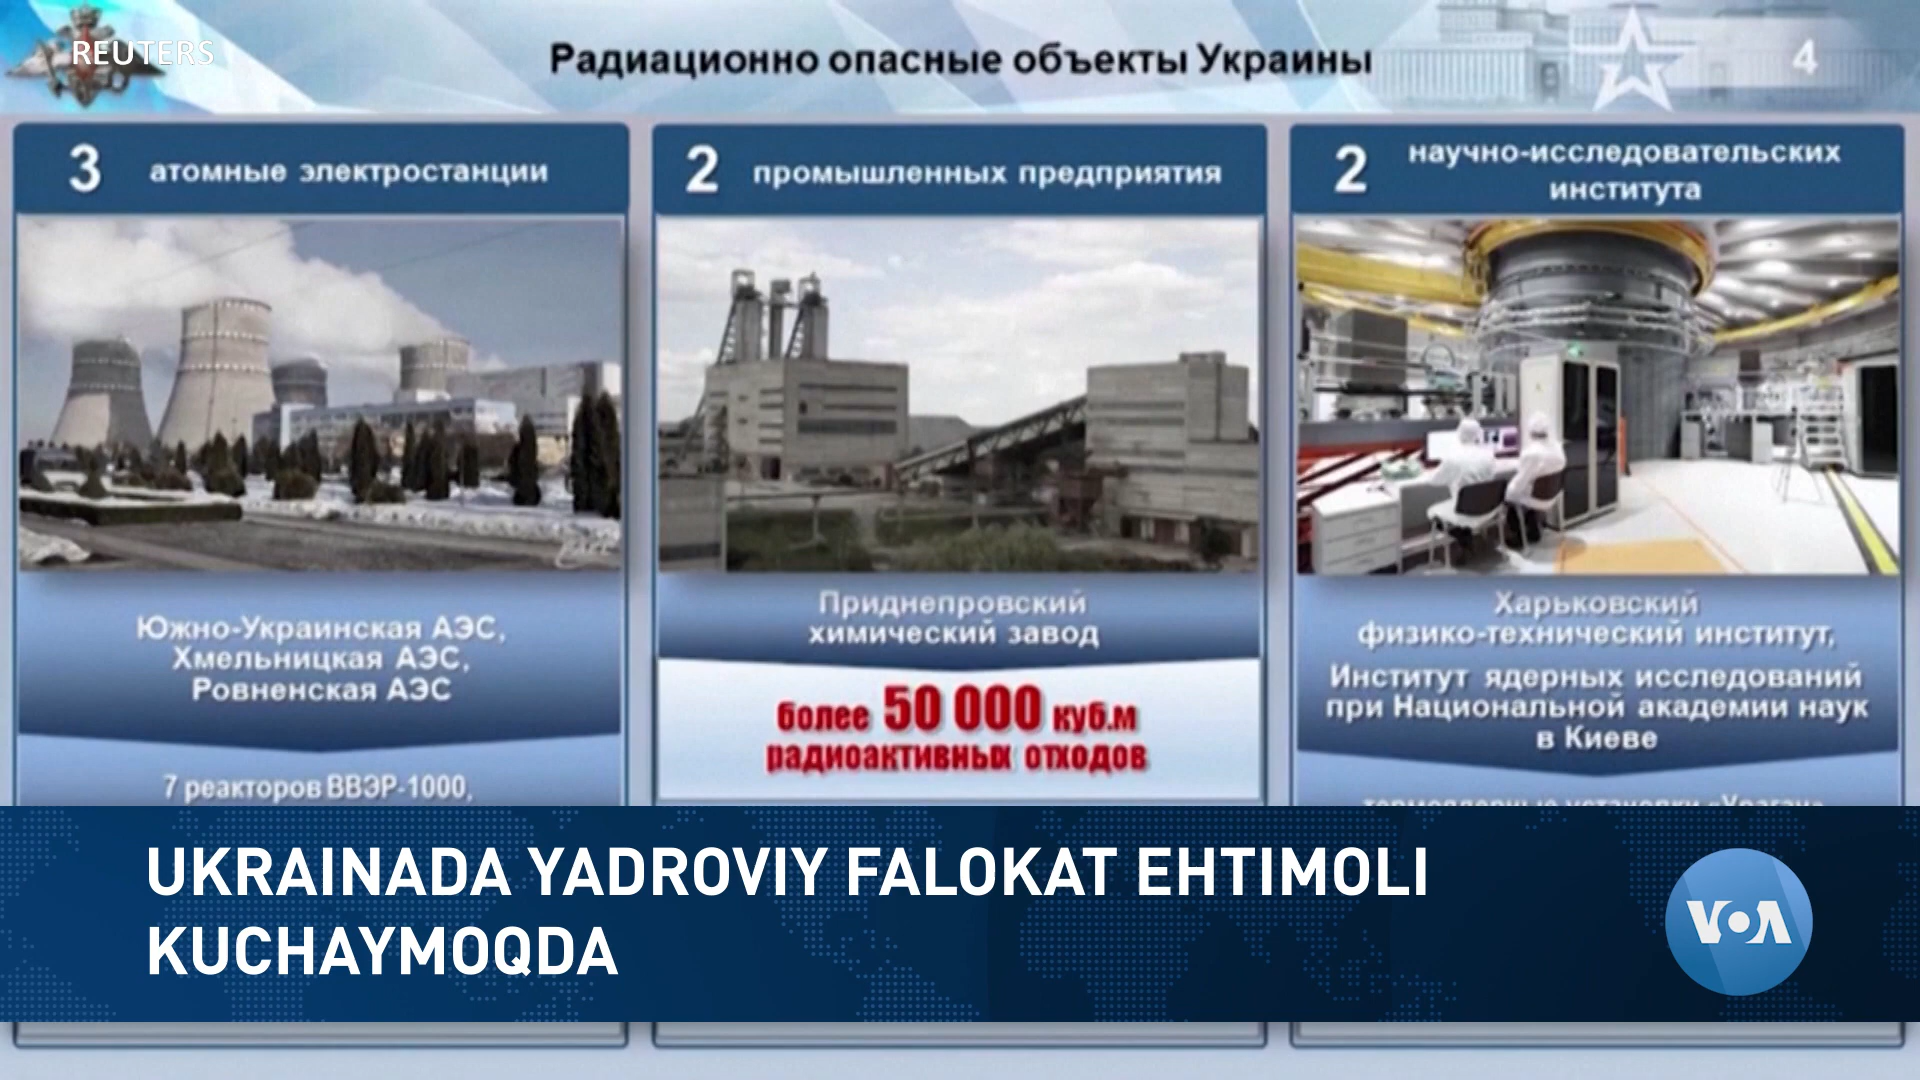 REUTERS
Радиационно опасные объекты Украины
4
3 атомные электростанции
Южно-Украинская АЭС,
Хмельницкая АЭС,
Ровненская АЭС
7 реакторов ВВЭР-1000,
2 промышленных предприятия
Приднепровский
химический завод
более 50 000 куб.м
радиоактивных отходов
2 научно-исследовательских
института
Харьковский
физико-технический институт,
Институт ядерных исследований
при Национальной академии наук
в Киеве
UKRAINADA YADROVIY FALOKAT EHTIMOLI
KUCHAYMOQDA
VOA